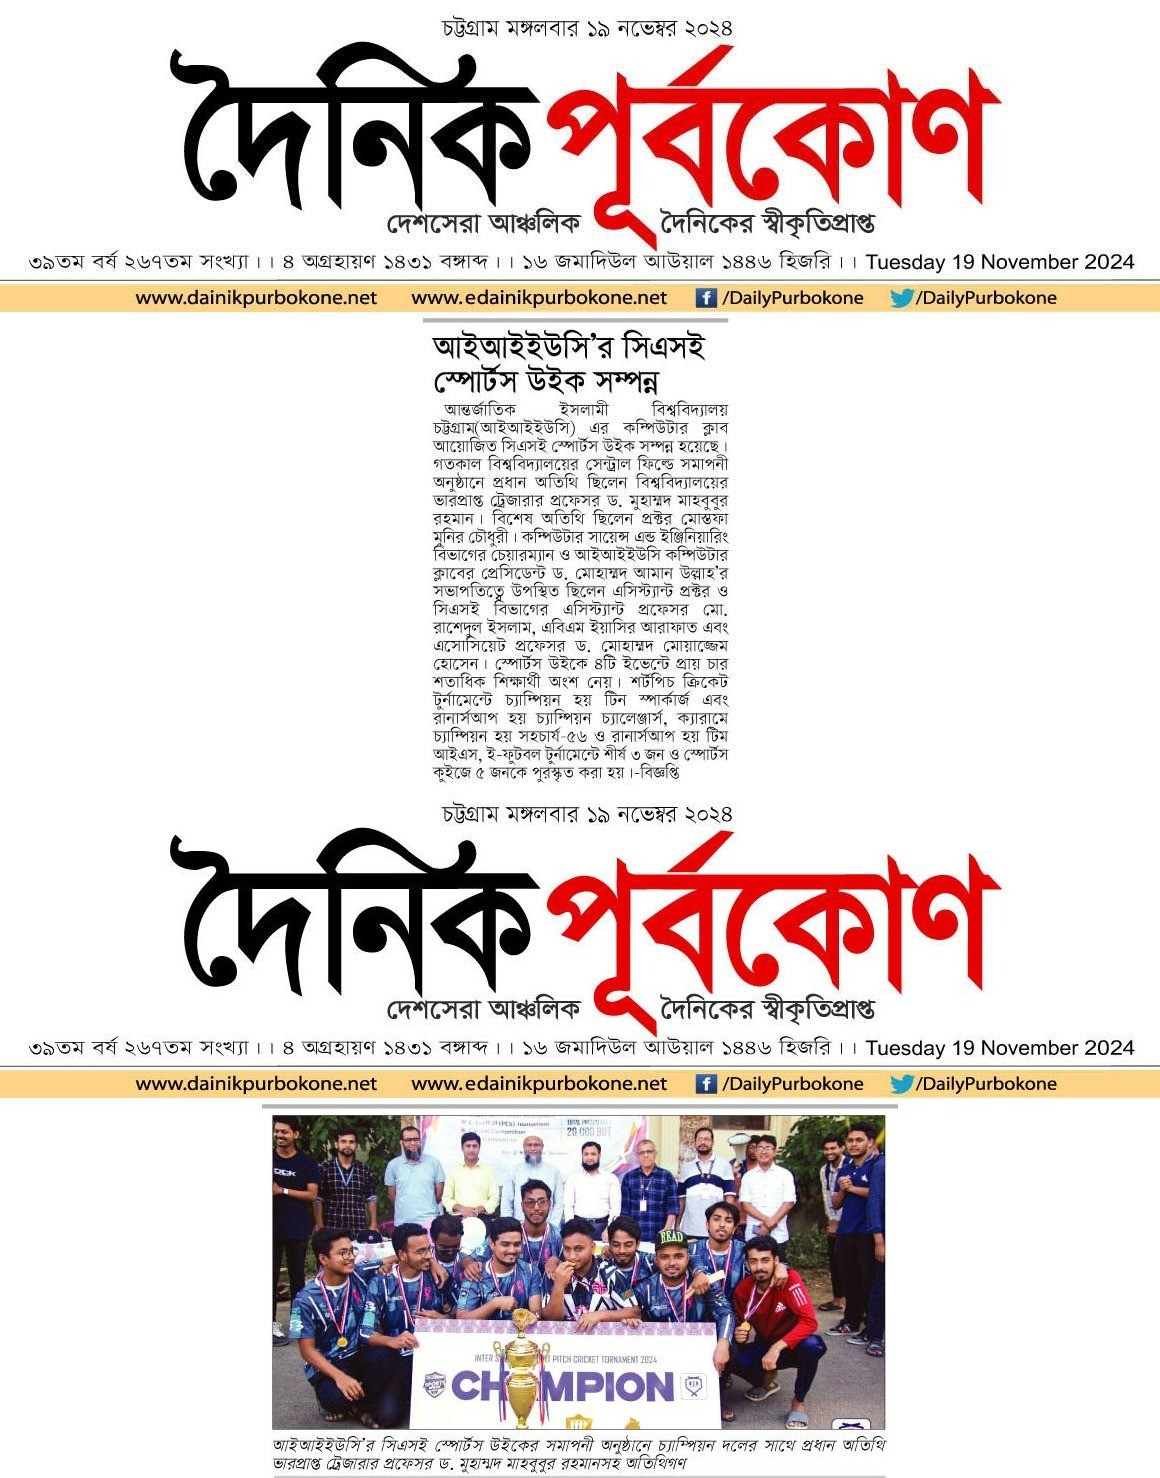 চট্টগ্রাম মঙ্গলবার ১৯ নভেম্বর ২০২৪
দৈনিক পূর্বকোণ
দেশসেরা আঞ্চলিক দৈনিকের স্বীকৃতিপ্রাপ্ত
৩৯তম বর্ষ ২৬৭তম সংখ্যা।। ৪ অগ্রহায়ণ ১৪৩১ বঙ্গাব্দ।। ১৬ জমাদিউল আউয়াল ১৪৪৬ হিজরি।। Tuesday 19 November 2024
www.dainikpurbokone.net www.edainikpurbokone.net f /DailyPurbokone /DailyPurbokone
আইআইইউসি’র সিএসই
স্পোর্টস উইক সম্পন্ন
আন্তর্জাতিক ইসলামী বিশ্ববিদ্যালয়
চট্টগ্রাম(আইআইইউসি) এর কম্পিউটার ক্লাব
আয়োজিত সিএসই স্পোর্টস উইক সম্পন্ন হয়েছে।
গতকাল বিশ্ববিদ্যালয়ের সেন্ট্রাল ফিল্ডে সমাপনী
অনুষ্ঠানে প্রধান অতিথি ছিলেন বিশ্ববিদ্যালয়ের
ভারপ্রাপ্ত ট্রেজারার প্রফেসর ড. মুহাম্মদ মাহবুবুর
রহমান। বিশেষ অতিথি ছিলেন প্রক্টর মোস্তফা
মুনির চৌধুরী। কম্পিউটার সায়েন্স এন্ড ইঞ্জিনিয়ারিং
বিভাগের চেয়ারম্যান ও আইআইইউসি কম্পিউটার
ক্লাবের প্রেসিডেন্ট ড. মোহাম্মদ আমান উল্লাহ’র
সভাপতিত্বে উপস্থিত ছিলেন এসিস্ট্যান্ট প্রক্টর ও
সিএসই বিভাগের এসিস্ট্যান্ট প্রফেসর মো.
রাশেদুল ইসলাম, এবিএম ইয়াসির আরাফাত এবং
এসোসিয়েট প্রফেসর ড. মোহাম্মদ মোয়াজ্জেম
হোসেন। স্পোর্টস উইকে ৪টি ইভেন্টে প্রায় চার
শতাধিক শিক্ষার্থী অংশ নেয়। শর্টপিচ ক্রিকেট
টুর্নামেন্টে চ্যাম্পিয়ন হয় টিন স্পার্কার্জ এবং
রানার্সআপ হয় চ্যাম্পিয়ন চ্যালেঞ্জার্স, ক্যারামে
চ্যাম্পিয়ন হয় সহচার্য-৫৬ ও রানার্সআপ হয় টিম
আইএস, ই-ফুটবল টুর্নামেন্টে শীর্ষ ৩ জন ও স্পোর্টস
কুইজে ৫ জনকে পুরস্কৃত করা হয়।-বিজ্ঞপ্তি
চট্টগ্রাম মঙ্গলবার ১৯ নভেম্বর ২০২৪
দৈনিক পূর্বকোণ
দেশসেরা আঞ্চলিক দৈনিকের স্বীকৃতিপ্রাপ্ত
৩৯তম বর্ষ ২৬৭তম সংখ্যা।। ৪ অগ্রহায়ণ ১৪৩১ বঙ্গাব্দ।। ১৬ জমাদিউল আউয়াল ১৪৪৬ হিজরি।। Tuesday 19 November 2024
www.dainikpurbokone.net www.edainikpurbokone.net f /DailyPurbokone /DailyPurbokone
(PES) Tournament
Competition
20,000 BDT
READ
INTER PITCH CRICKET TOURNAMENT 2024
CH MPION
আইআইইউসি’র সিএসই স্পোর্টস উইকের সমাপনী অনুষ্ঠানে চ্যাম্পিয়ন দলের সাথে প্রধান অতিথি
ভারপ্রাপ্ত ট্রেজারার প্রফেসর ড. মুহাম্মদ মাহবুবুর রহমানসহ অতিথিগণ